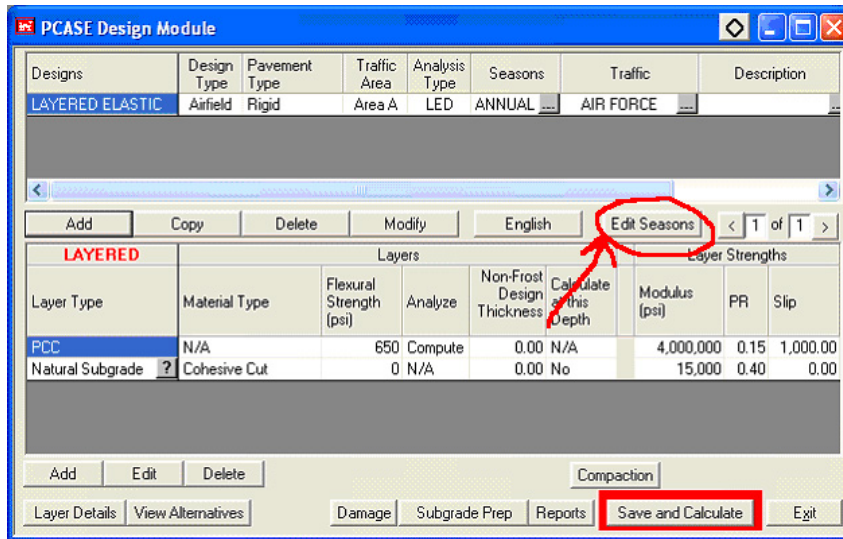 PCASE Design Module
Designs Design Type Pavement Type Traffic Area Analysis Type Seasons Traffic Description
LAYERED ELASTIC Airfield Rigid Area A LED ANNUAL ... AIR FORCE ...
Add Copy Delete Modify English Edit Seasons < 1 of 1 >
LAYERED Layers Layer Strengths
Layer Type Material Type Flexural Strength (psi) Analyze Non-Frost Design Thickness Calculate at this Depth Modulus (psi) PR Slip
PCC N/A 650 Compute 0.00 N/A 4,000,000 0.15 1,000.00
Natural Subgrade ? Cohesive Cut 0 N/A 0.00 No 15,000 0.40 0.00
Add Edit Delete Compaction
Layer Details View Alternatives Damage Subgrade Prep Reports Save and Calculate Exit